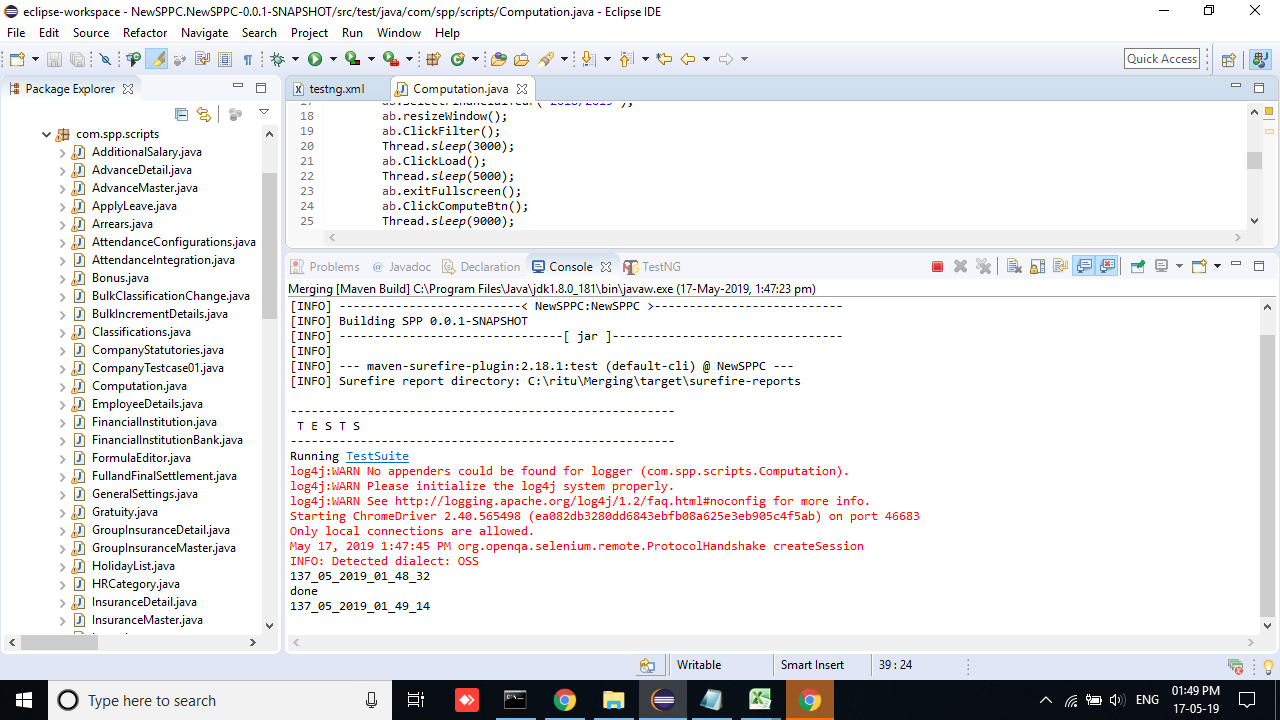 eclipse-workspace - NewSPPC.NewSPPC-0.0.1-SNAPSHOT/src/test/java/com/spp/scripts/Computation.java - Eclipse IDE
File Edit Source Refactor Navigate Search Project Run Window Help
Quick Access
Package Explorer
com.spp.scripts
AdditionalSalary.java
AdvanceDetail.java
AdvanceMaster.java
ApplyLeave.java
Arrears.java
AttendanceConfigurations.java
AttendanceIntegration.java
Bonus.java
BulkClassificationChange.java
BulkIncrementDetails.java
Classifications.java
CompanyStatutories.java
CompanyTestcase01.java
Computation.java
EmployeeDetails.java
FinancialInstitution.java
FinancialInstitutionBank.java
FormulaEditor.java
FullandFinalSettlement.java
GeneralSettings.java
Gratuity.java
GroupInsuranceDetail.java
GroupInsuranceMaster.java
HolidayList.java
HRCategory.java
InsuranceDetail.java
InsuranceMaster.java
testng.xml Computation.java
17 ab.SelectFinancialYear("2018/2019");
18 ab.resizeWindow();
19 ab.ClickFilter();
20 Thread.sleep(3000);
21 ab.ClickLoad();
22 Thread.sleep(5000);
23 ab.exitFullscreen();
24 ab.ClickComputeBtn();
25 Thread.sleep(9000);
Problems @ Javadoc Declaration Console TestNG
Merging [Maven Build] C:\Program Files\Java\jdk1.8.0_181\bin\javaw.exe (17-May-2019, 1:47:23 pm)
[INFO] --------------------------< NewSPPC:NewSPPC >---------------------------
[INFO] Building SPP 0.0.1-SNAPSHOT
[INFO] --------------------------------[ jar ]---------------------------------
[INFO]
[INFO] --- maven-surefire-plugin:2.18.1:test (default-cli) @ NewSPPC ---
[INFO] Surefire report directory: C:\ritu\Merging\target\surefire-reports
-------------------------------------------------------
T E S T S
-------------------------------------------------------
Running TestSuite
log4j:WARN No appenders could be found for logger (com.spp.scripts.Computation).
log4j:WARN Please initialize the log4j system properly.
log4j:WARN See http://logging.apache.org/log4j/1.2/faq.html#noconfig for more info.
Starting ChromeDriver 2.40.565498 (ea082db3280dd6843ebfb08a625e3eb905c4f5ab) on port 46683
Only local connections are allowed.
May 17, 2019 1:47:45 PM org.openqa.selenium.remote.ProtocolHandshake createSession
INFO: Detected dialect: OSS
137_05_2019_01_48_32
done
137_05_2019_01_49_14
Writable Smart Insert 39 : 24
Type here to search
ENG
01:49 PM
17-05-19